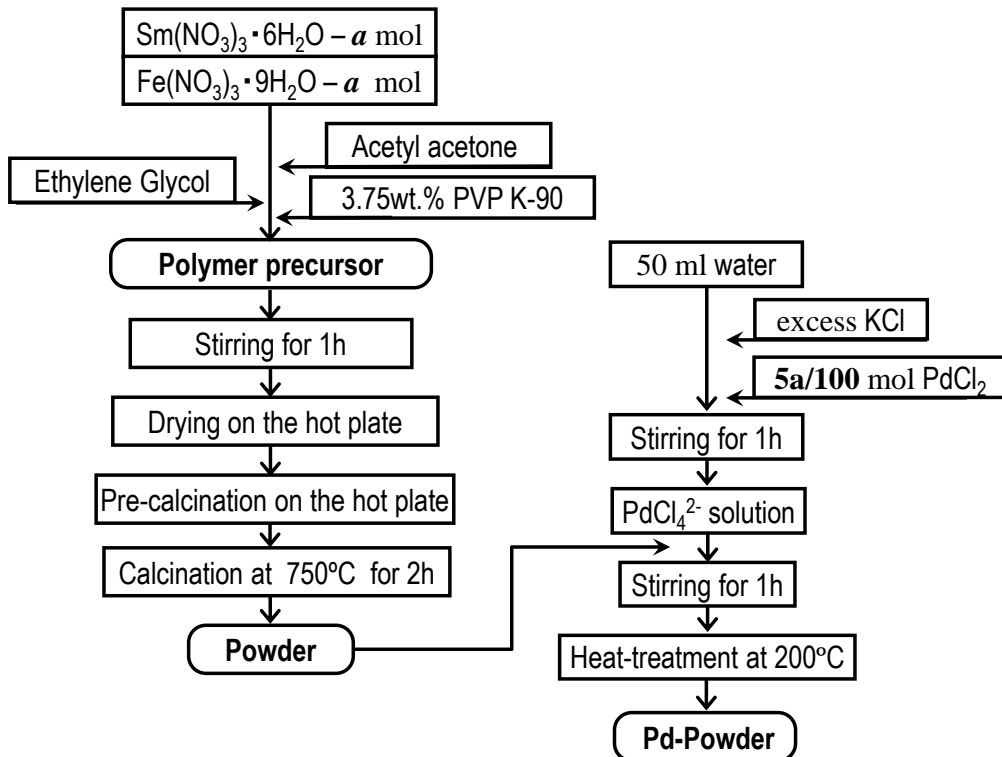 Sm(NO₃)₃·6H₂O – a mol
Fe(NO₃)₃·9H₂O – a mol
Acetyl acetone
Ethylene Glycol
3.75wt.% PVP K-90
Polymer precursor
Stirring for 1h
Drying on the hot plate
Pre-calcination on the hot plate
Calcination at 750ºC for 2h
Powder
50 ml water
excess KCl
5a/100 mol PdCl₂
Stirring for 1h
PdCl₄²⁻ solution
Stirring for 1h
Heat-treatment at 200ºC
Pd-Powder